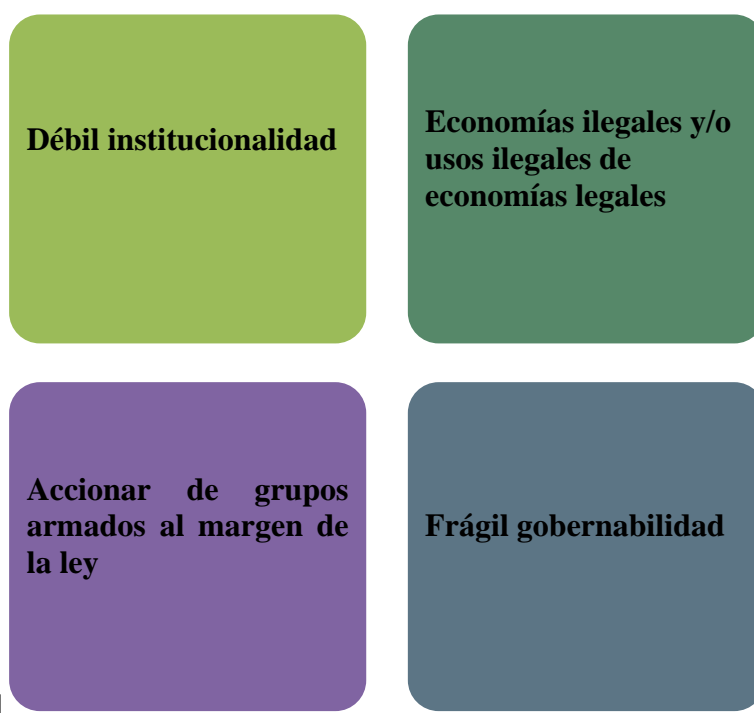 Débil institucionalidad
Economías ilegales y/o
usos ilegales de
economías legales
Accionar de grupos
armados al margen de
la ley
Frágil gobernabilidad